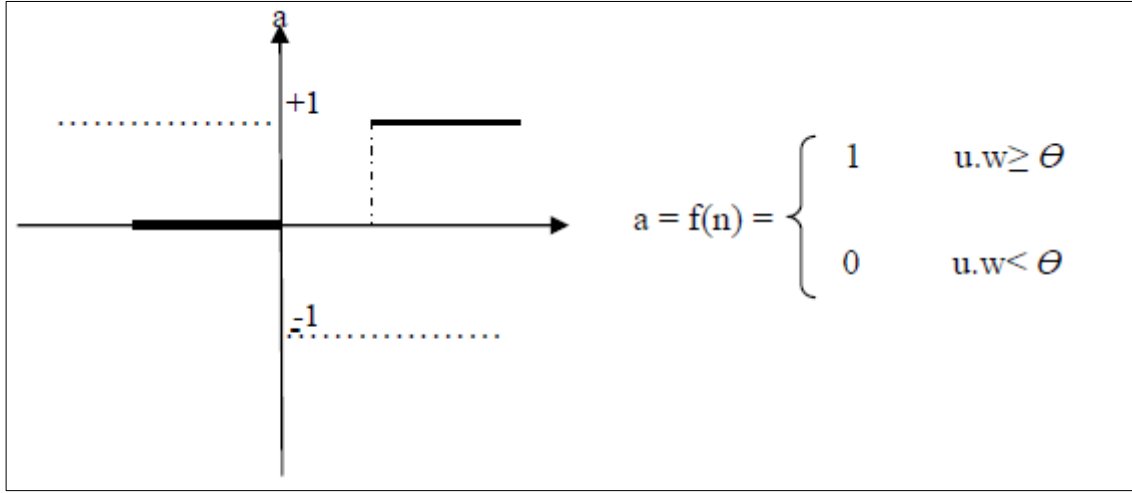 a
+1
-1
a = f(n) =
1 u.w≥ Θ
0 u.w< Θ